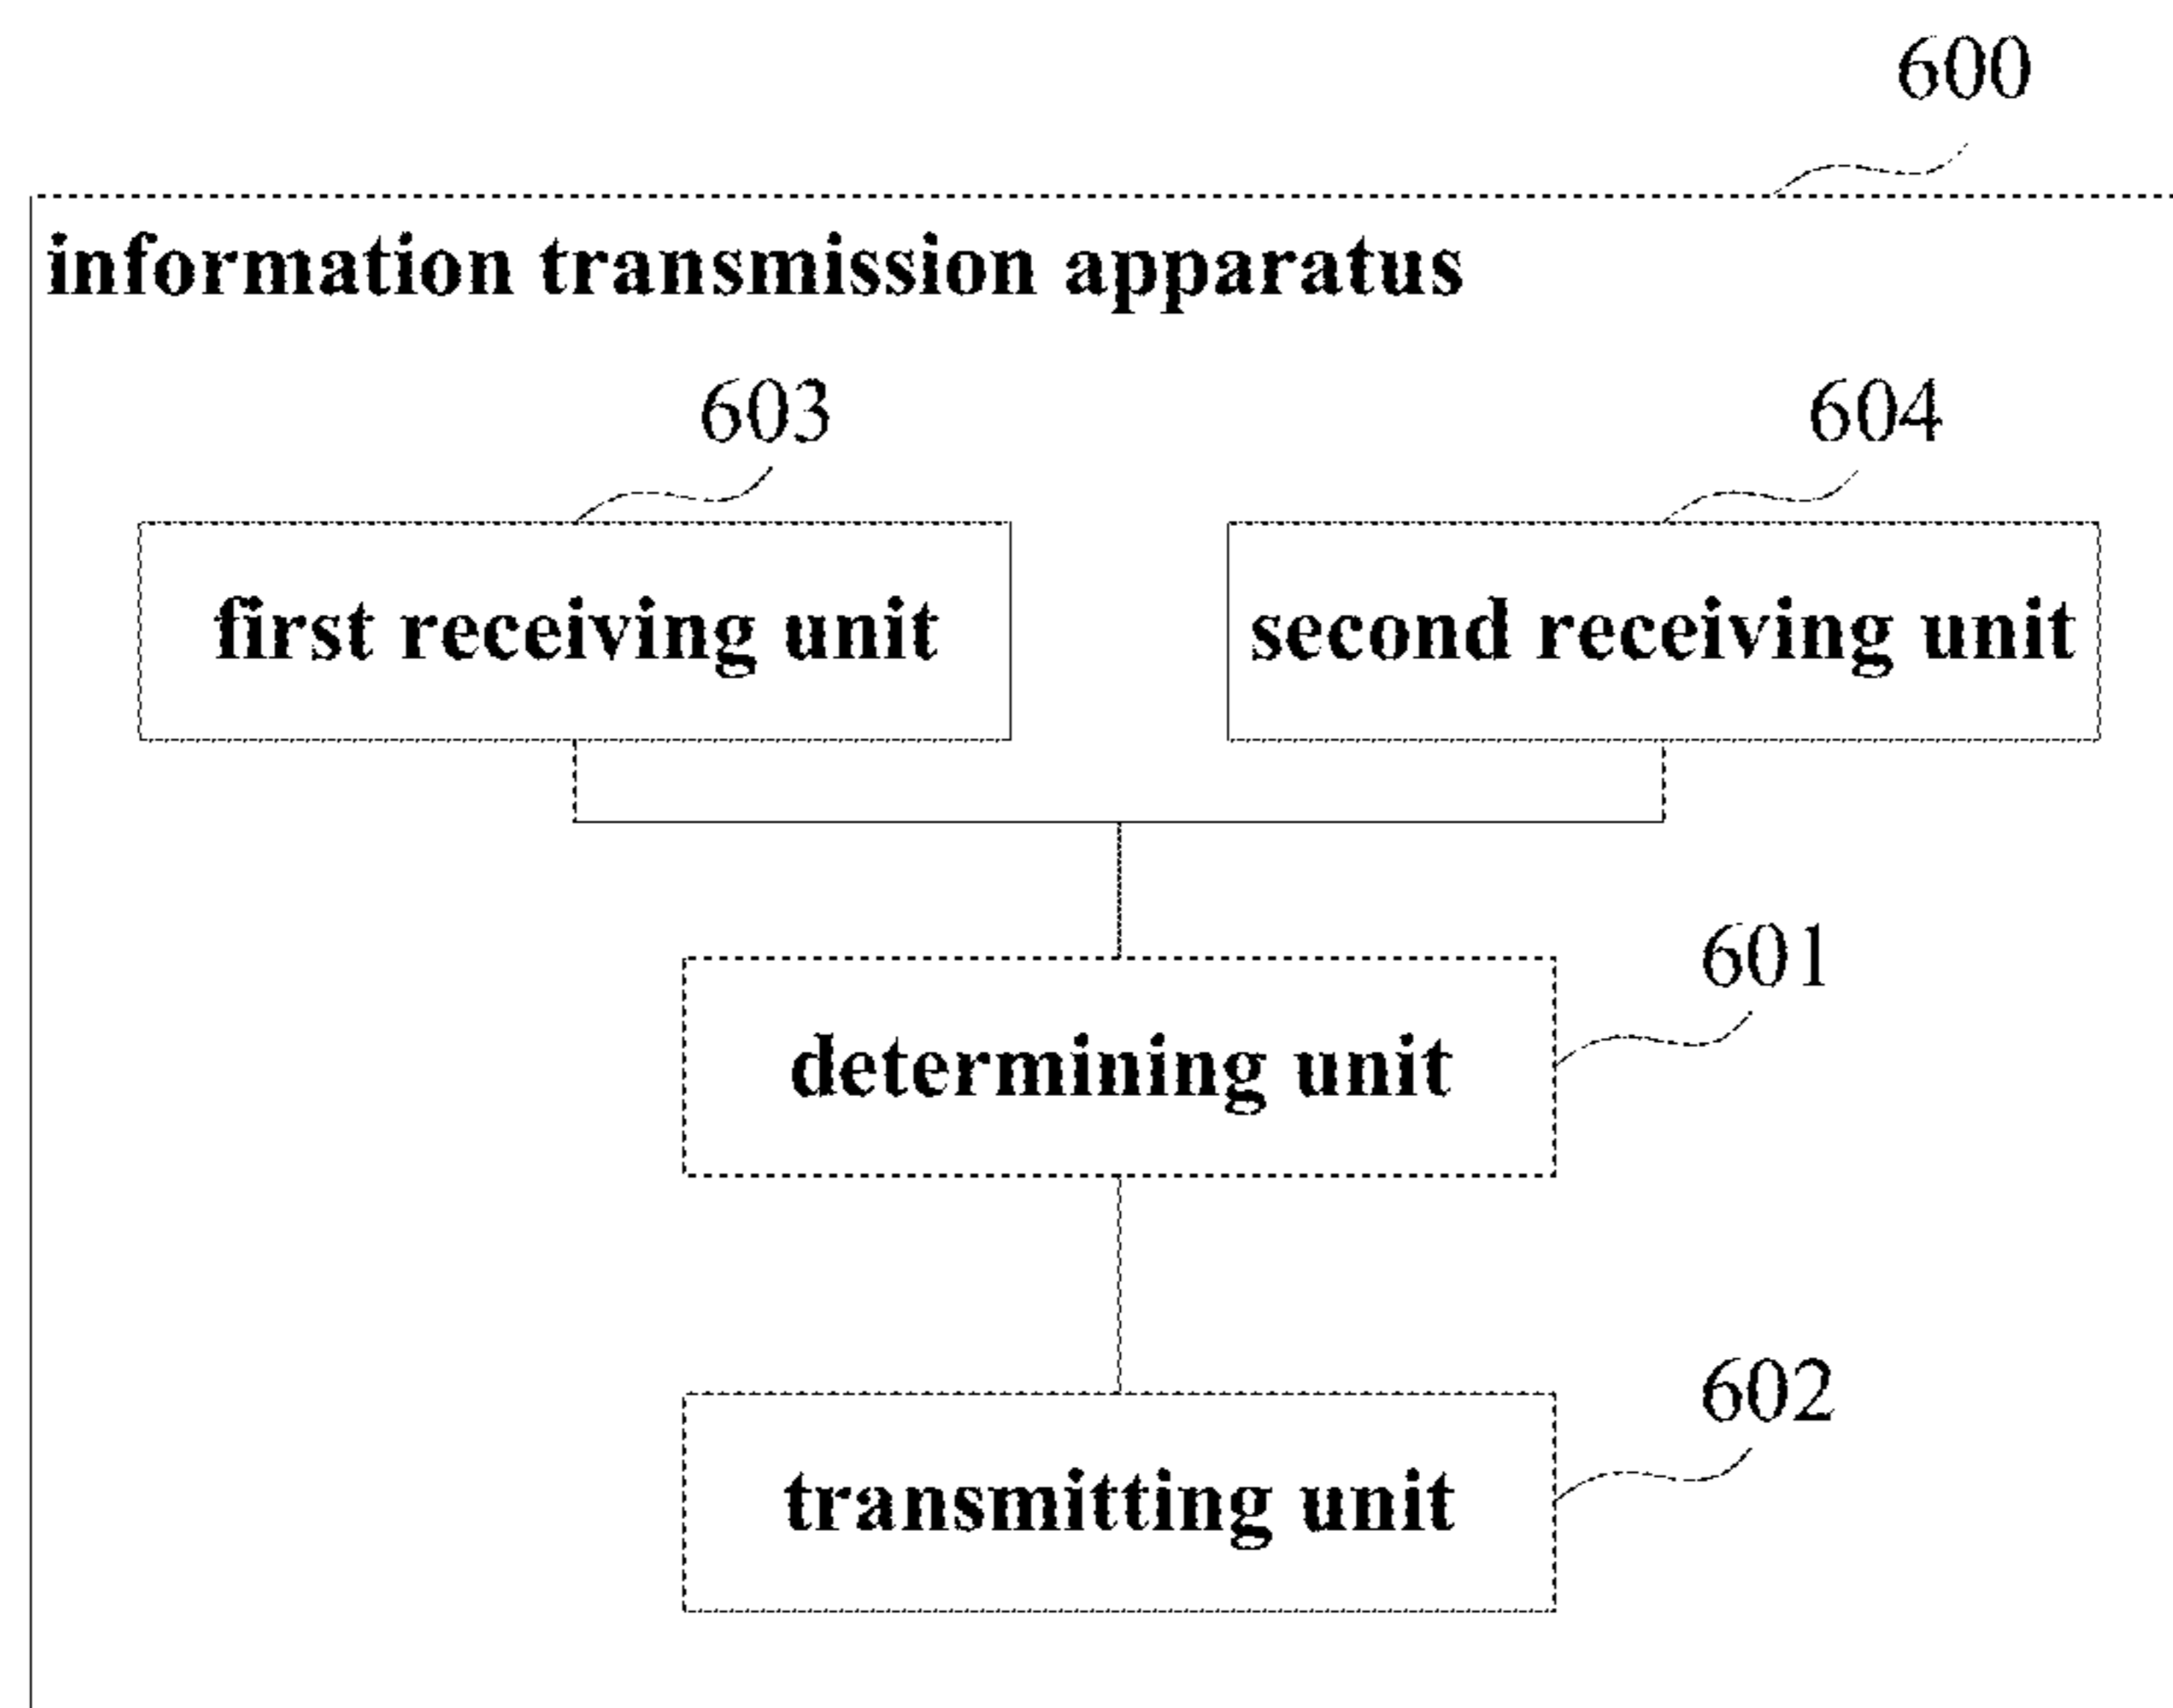 600
information transmission apparatus
603
604
first receiving unit
second receiving unit
601
determining unit
602
transmitting unit